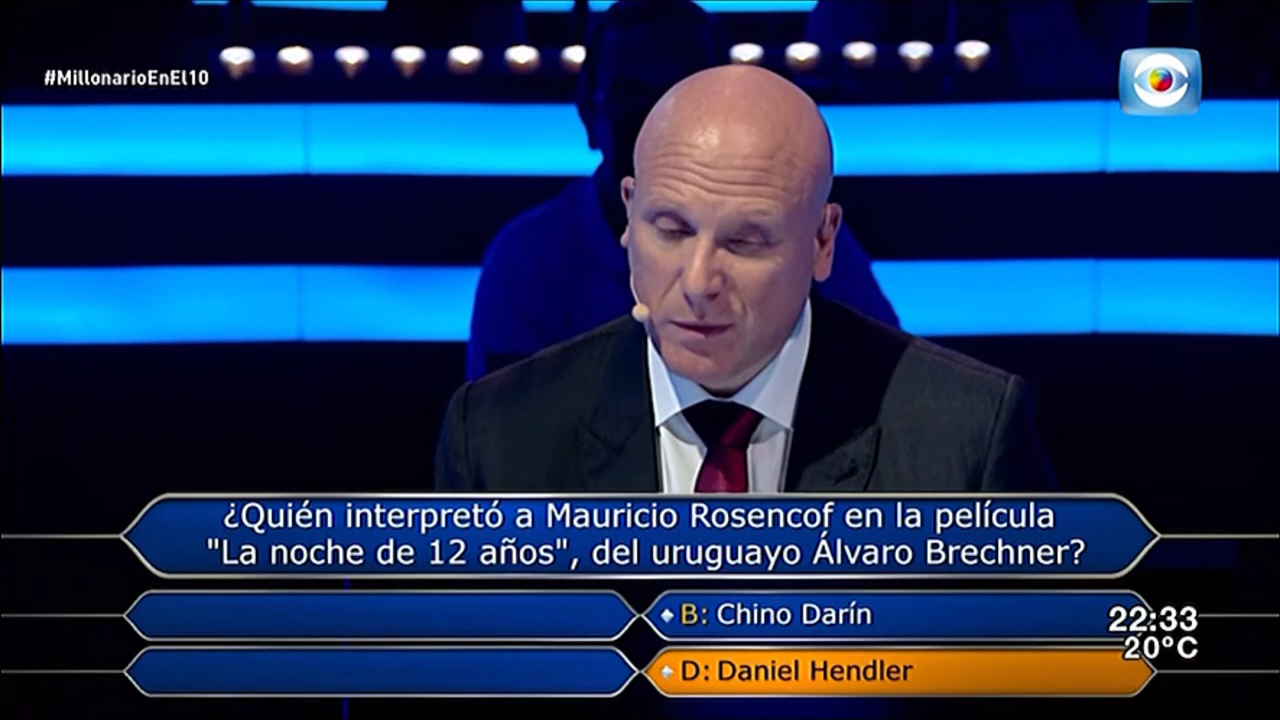 #MillonarioEnEl10
¿Quién interpretó a Mauricio Rosencof en la película
"La noche de 12 años", del uruguayo Álvaro Brechner?
B: Chino Darín
D: Daniel Hendler
22:33
20ºC